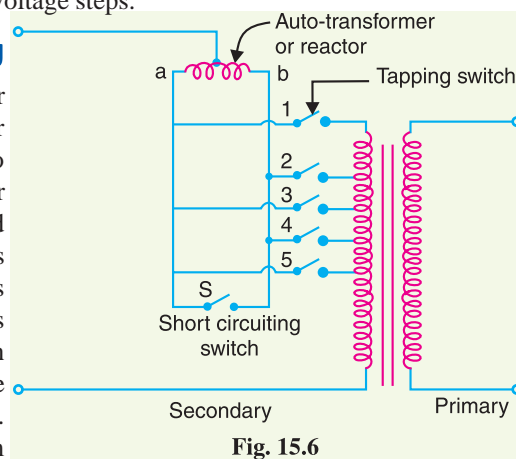 voltage steps.
Auto-transformer
or reactor
a
b
Tapping switch
1
2
3
4
5
S
Short circuiting
switch
Secondary
Primary
Fig. 15.6